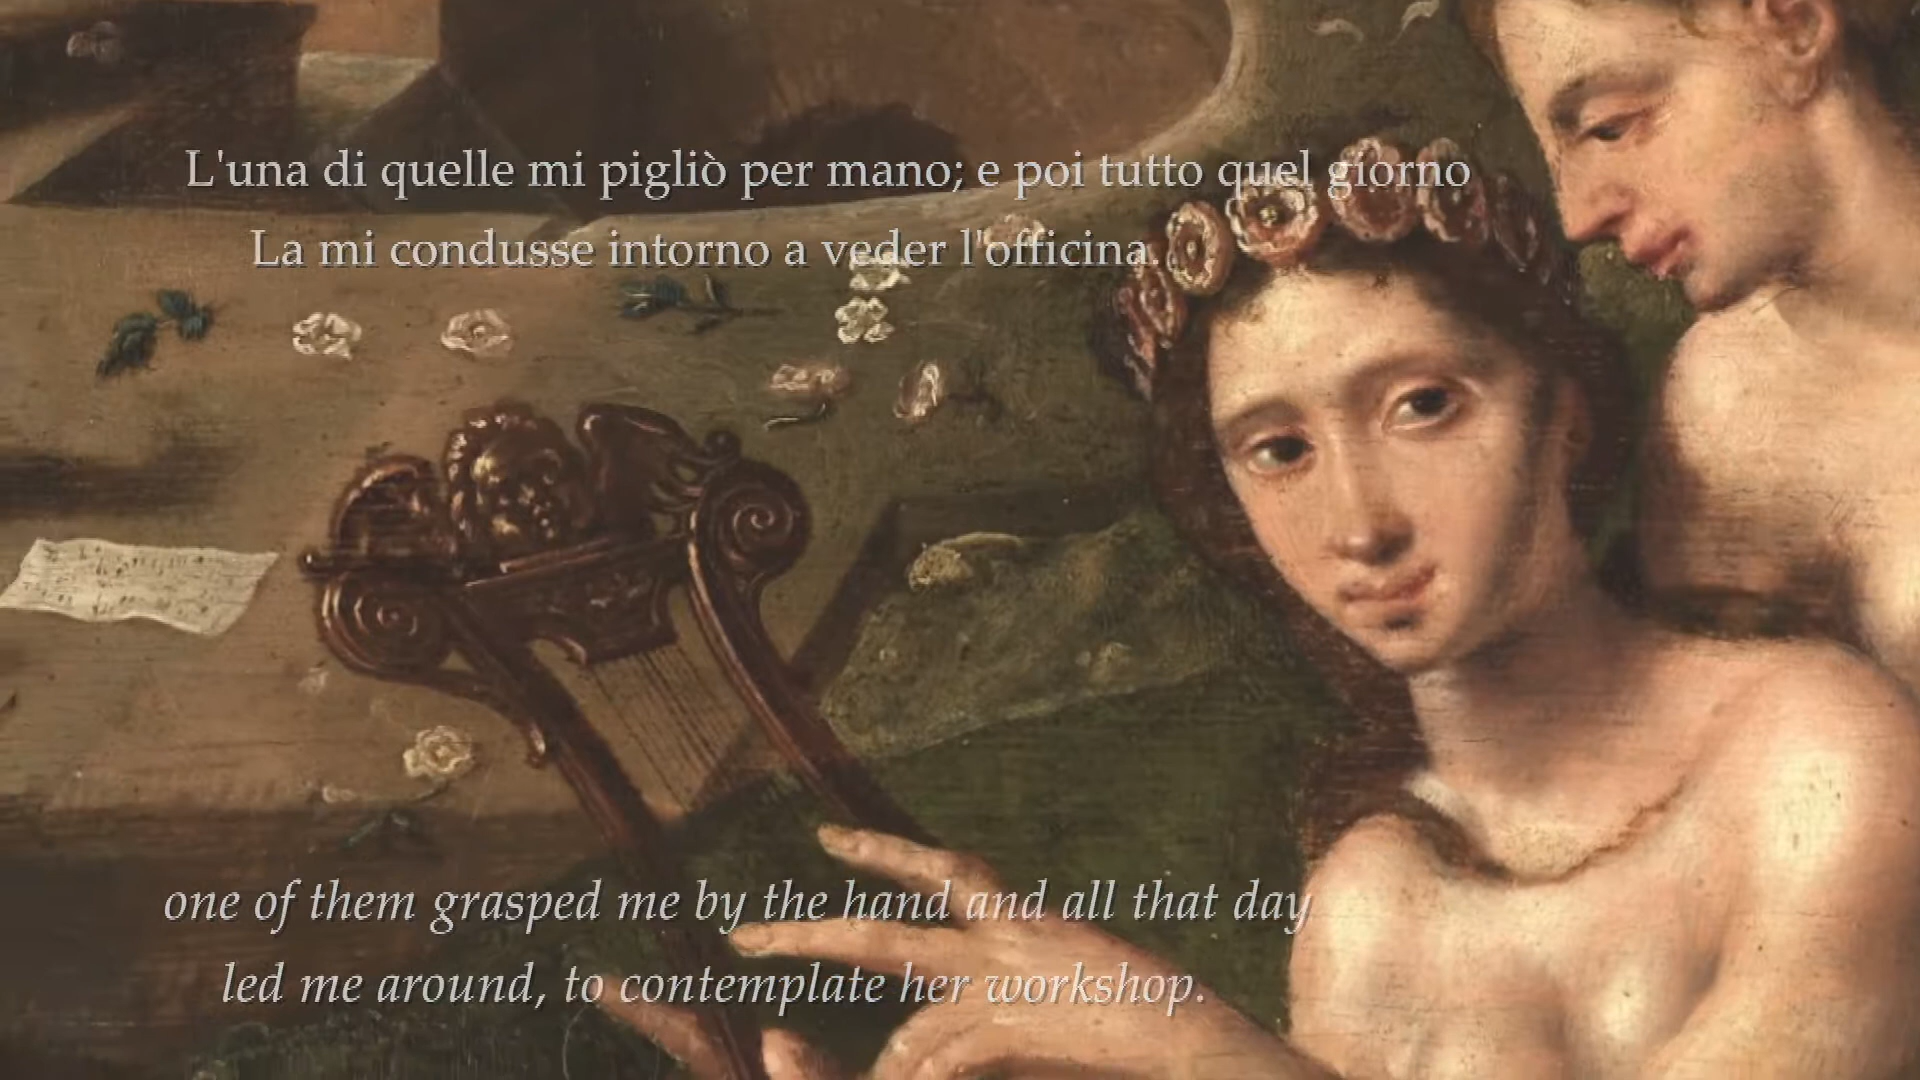 L'una di quelle mi pigliò per mano; e poi tutto quel giorno
La mi condusse intorno a veder l'officina.
one of them grasped me by the hand and all that day
led me around, to contemplate her workshop.